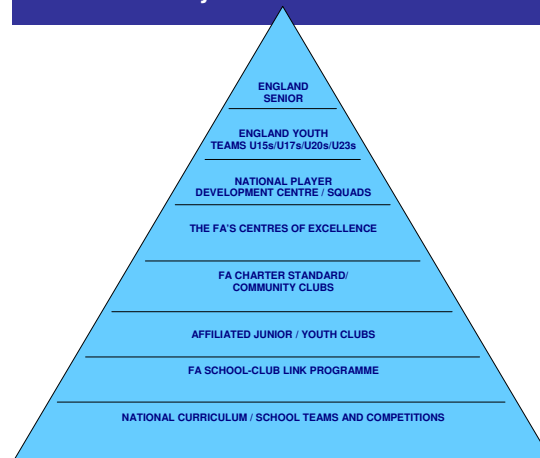 ENGLAND
SENIOR
ENGLAND YOUTH
TEAMS U15s/U17s/U20s/U23s
NATIONAL PLAYER
DEVELOPMENT CENTRE / SQUADS
THE FA'S CENTRES OF EXCELLENCE
FA CHARTER STANDARD/
COMMUNITY CLUBS
AFFILIATED JUNIOR / YOUTH CLUBS
FA SCHOOL-CLUB LINK PROGRAMME
NATIONAL CURRICULUM / SCHOOL TEAMS AND COMPETITIONS